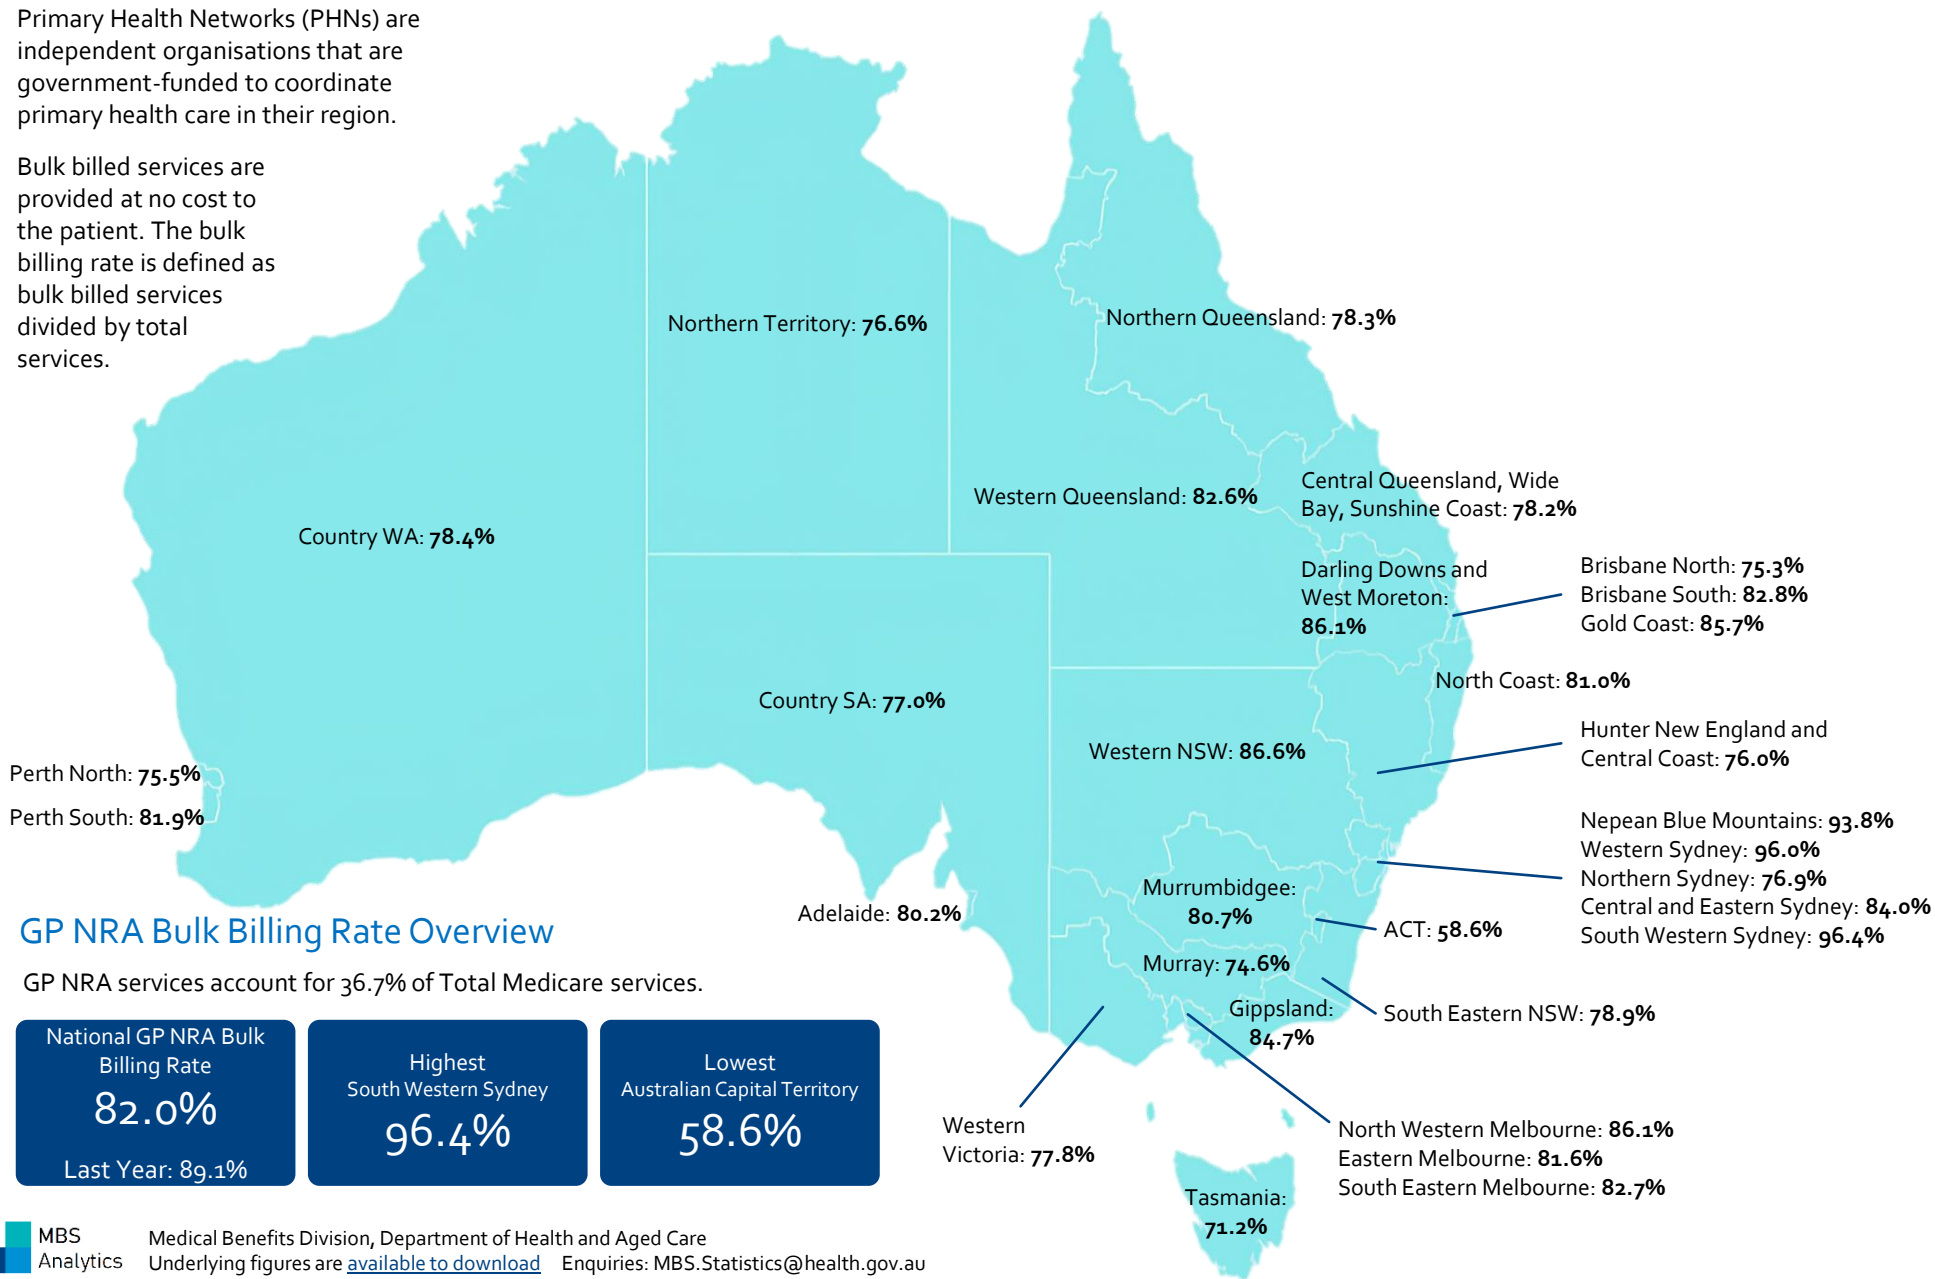 Primary Health Networks (PHNs) are
independent organisations that are
government-funded to coordinate
primary health care in their region.
Bulk billed services are
provided at no cost to
the patient. The bulk
billing rate is defined as
bulk billed services
divided by total
services.
Northern Territory: 76.6%
Northern Queensland: 78.3%
Western Queensland: 82.6%
Central Queensland, Wide
Bay, Sunshine Coast: 78.2%
Country WA: 78.4%
Darling Downs and
West Moreton:
86.1%
Brisbane North: 75.3%
Brisbane South: 82.8%
Gold Coast: 85.7%
North Coast: 81.0%
Country SA: 77.0%
Western NSW: 86.6%
Hunter New England and
Central Coast: 76.0%
Perth North: 75.5%
Perth South: 81.9%
Nepean Blue Mountains: 93.8%
Western Sydney: 96.0%
Northern Sydney: 76.9%
Central and Eastern Sydney: 84.0%
South Western Sydney: 96.4%
Murrumbidgee:
80.7%
Adelaide: 80.2%
ACT: 58.6%
Murray: 74.6%
Gippsland:
84.7%
South Eastern NSW: 78.9%
Western
Victoria: 77.8%
North Western Melbourne: 86.1%
Eastern Melbourne: 81.6%
South Eastern Melbourne: 82.7%
Tasmania:
71.2%
GP NRA Bulk Billing Rate Overview
GP NRA services account for 36.7% of Total Medicare services.
National GP NRA Bulk
Billing Rate
82.0%
Last Year: 89.1%
Highest
South Western Sydney
96.4%
Lowest
Australian Capital Territory
58.6%
MBS
Analytics
Medical Benefits Division, Department of Health and Aged Care
Underlying figures are available to download Enquiries: MBS.Statistics@health.gov.au